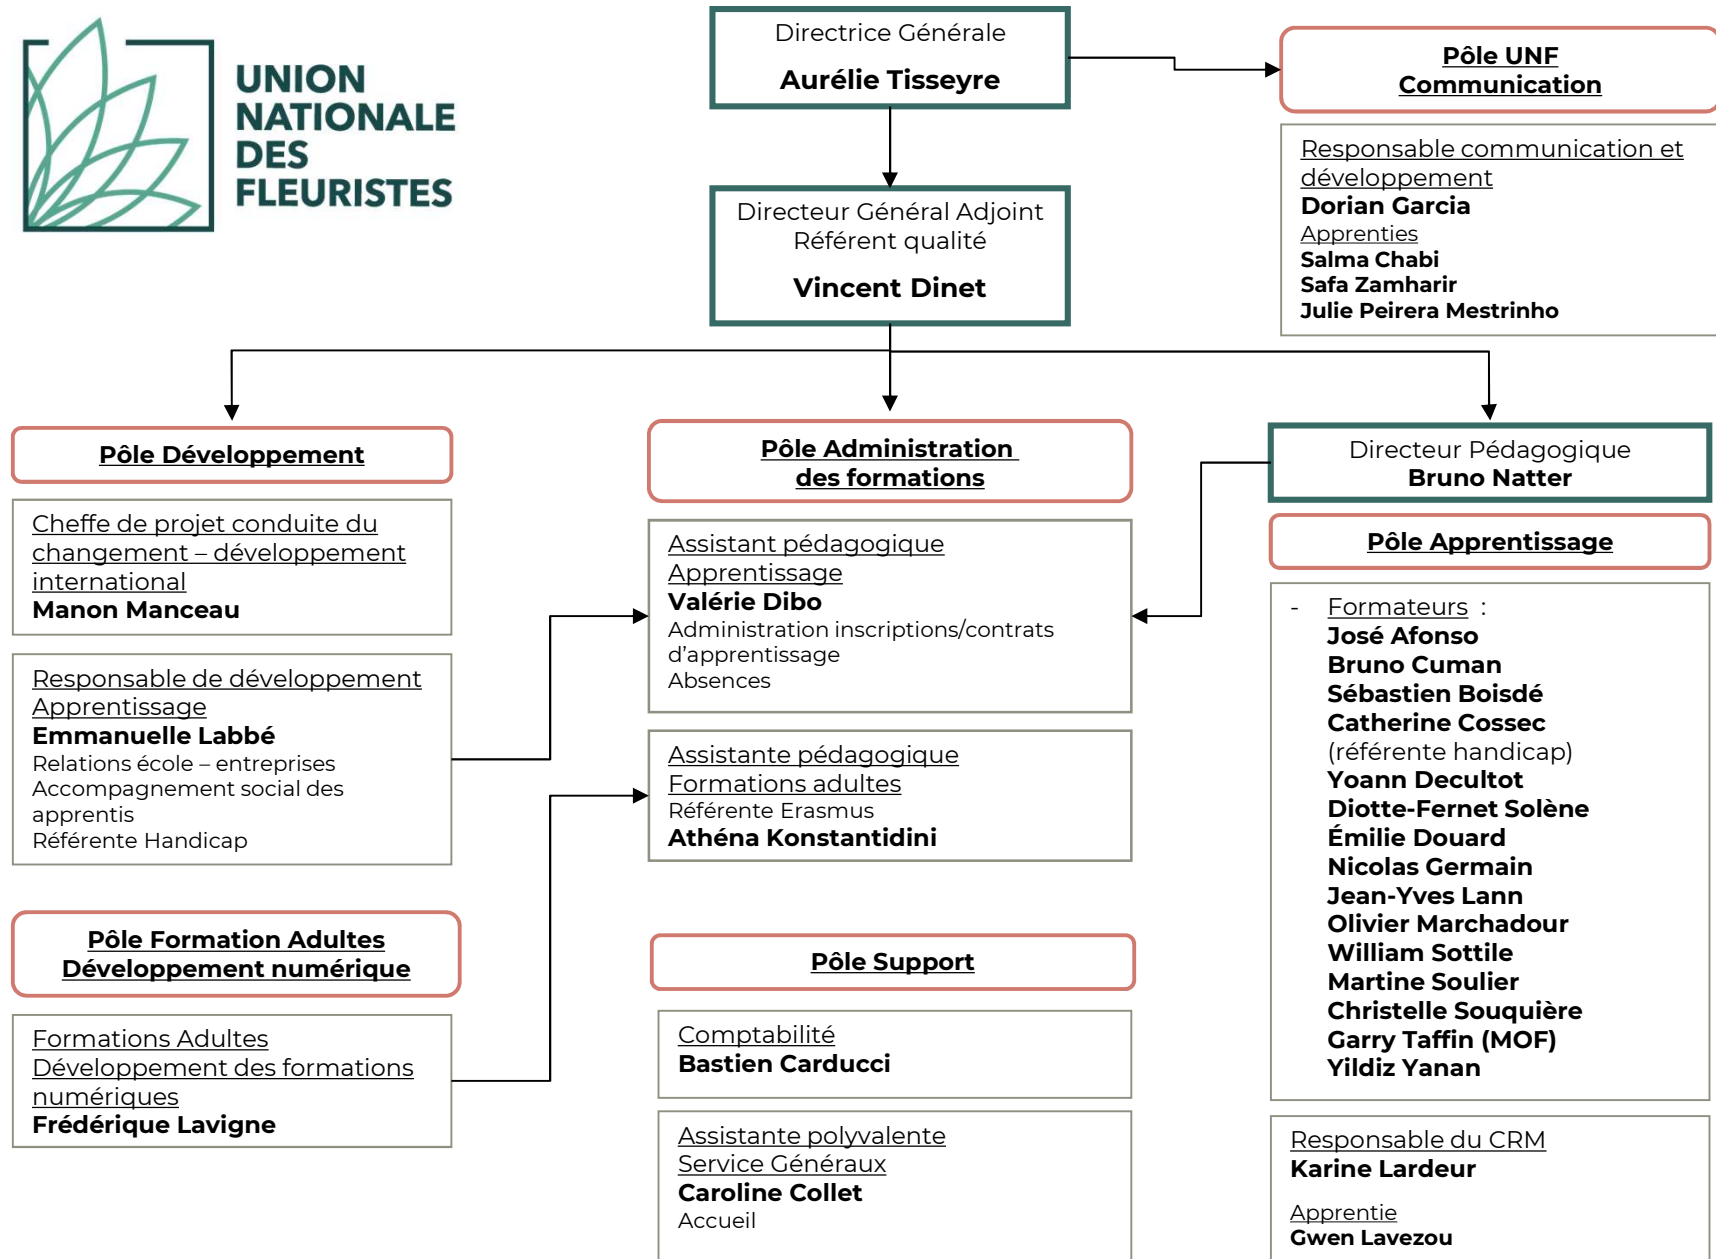 UNION
NATIONALE
DES
FLEURISTES
Directrice Générale
Aurélie Tisseyre
Pôle UNF
Communication
Responsable communication et
développement
Dorian Garcia
Apprenties
Salma Chabi
Safa Zamharir
Julie Peirera Mestrinho
Directeur Général Adjoint
Référent qualité
Vincent Dinet
Pôle Développement
Cheffe de projet conduite du
changement – développement
international
Manon Manceau
Responsable de développement
Apprentissage
Emmanuelle Labbé
Relations école – entreprises
Accompagnement social des
apprentis
Référente Handicap
Pôle Formation Adultes
Développement numérique
Formations Adultes
Développement des formations
numériques
Frédérique Lavigne
Pôle Administration
des formations
Assistant pédagogique
Apprentissage
Valérie Dibo
Administration inscriptions/contrats
d’apprentissage
Absences
Assistante pédagogique
Formations adultes
Référente Erasmus
Athéna Konstantidini
Pôle Support
Comptabilité
Bastien Carducci
Assistante polyvalente
Service Généraux
Caroline Collet
Accueil
Directeur Pédagogique
Bruno Natter
Pôle Apprentissage
- Formateurs :
José Afonso
Bruno Cuman
Sébastien Boisdé
Catherine Cossec
(référente handicap)
Yoann Decultot
Diotte-Fernet Solène
Émilie Douard
Nicolas Germain
Jean-Yves Lann
Olivier Marchadour
William Sottile
Martine Soulier
Christelle Souquière
Garry Taffin (MOF)
Yildiz Yanan
Responsable du CRM
Karine Lardeur
Apprentie
Gwen Lavezou